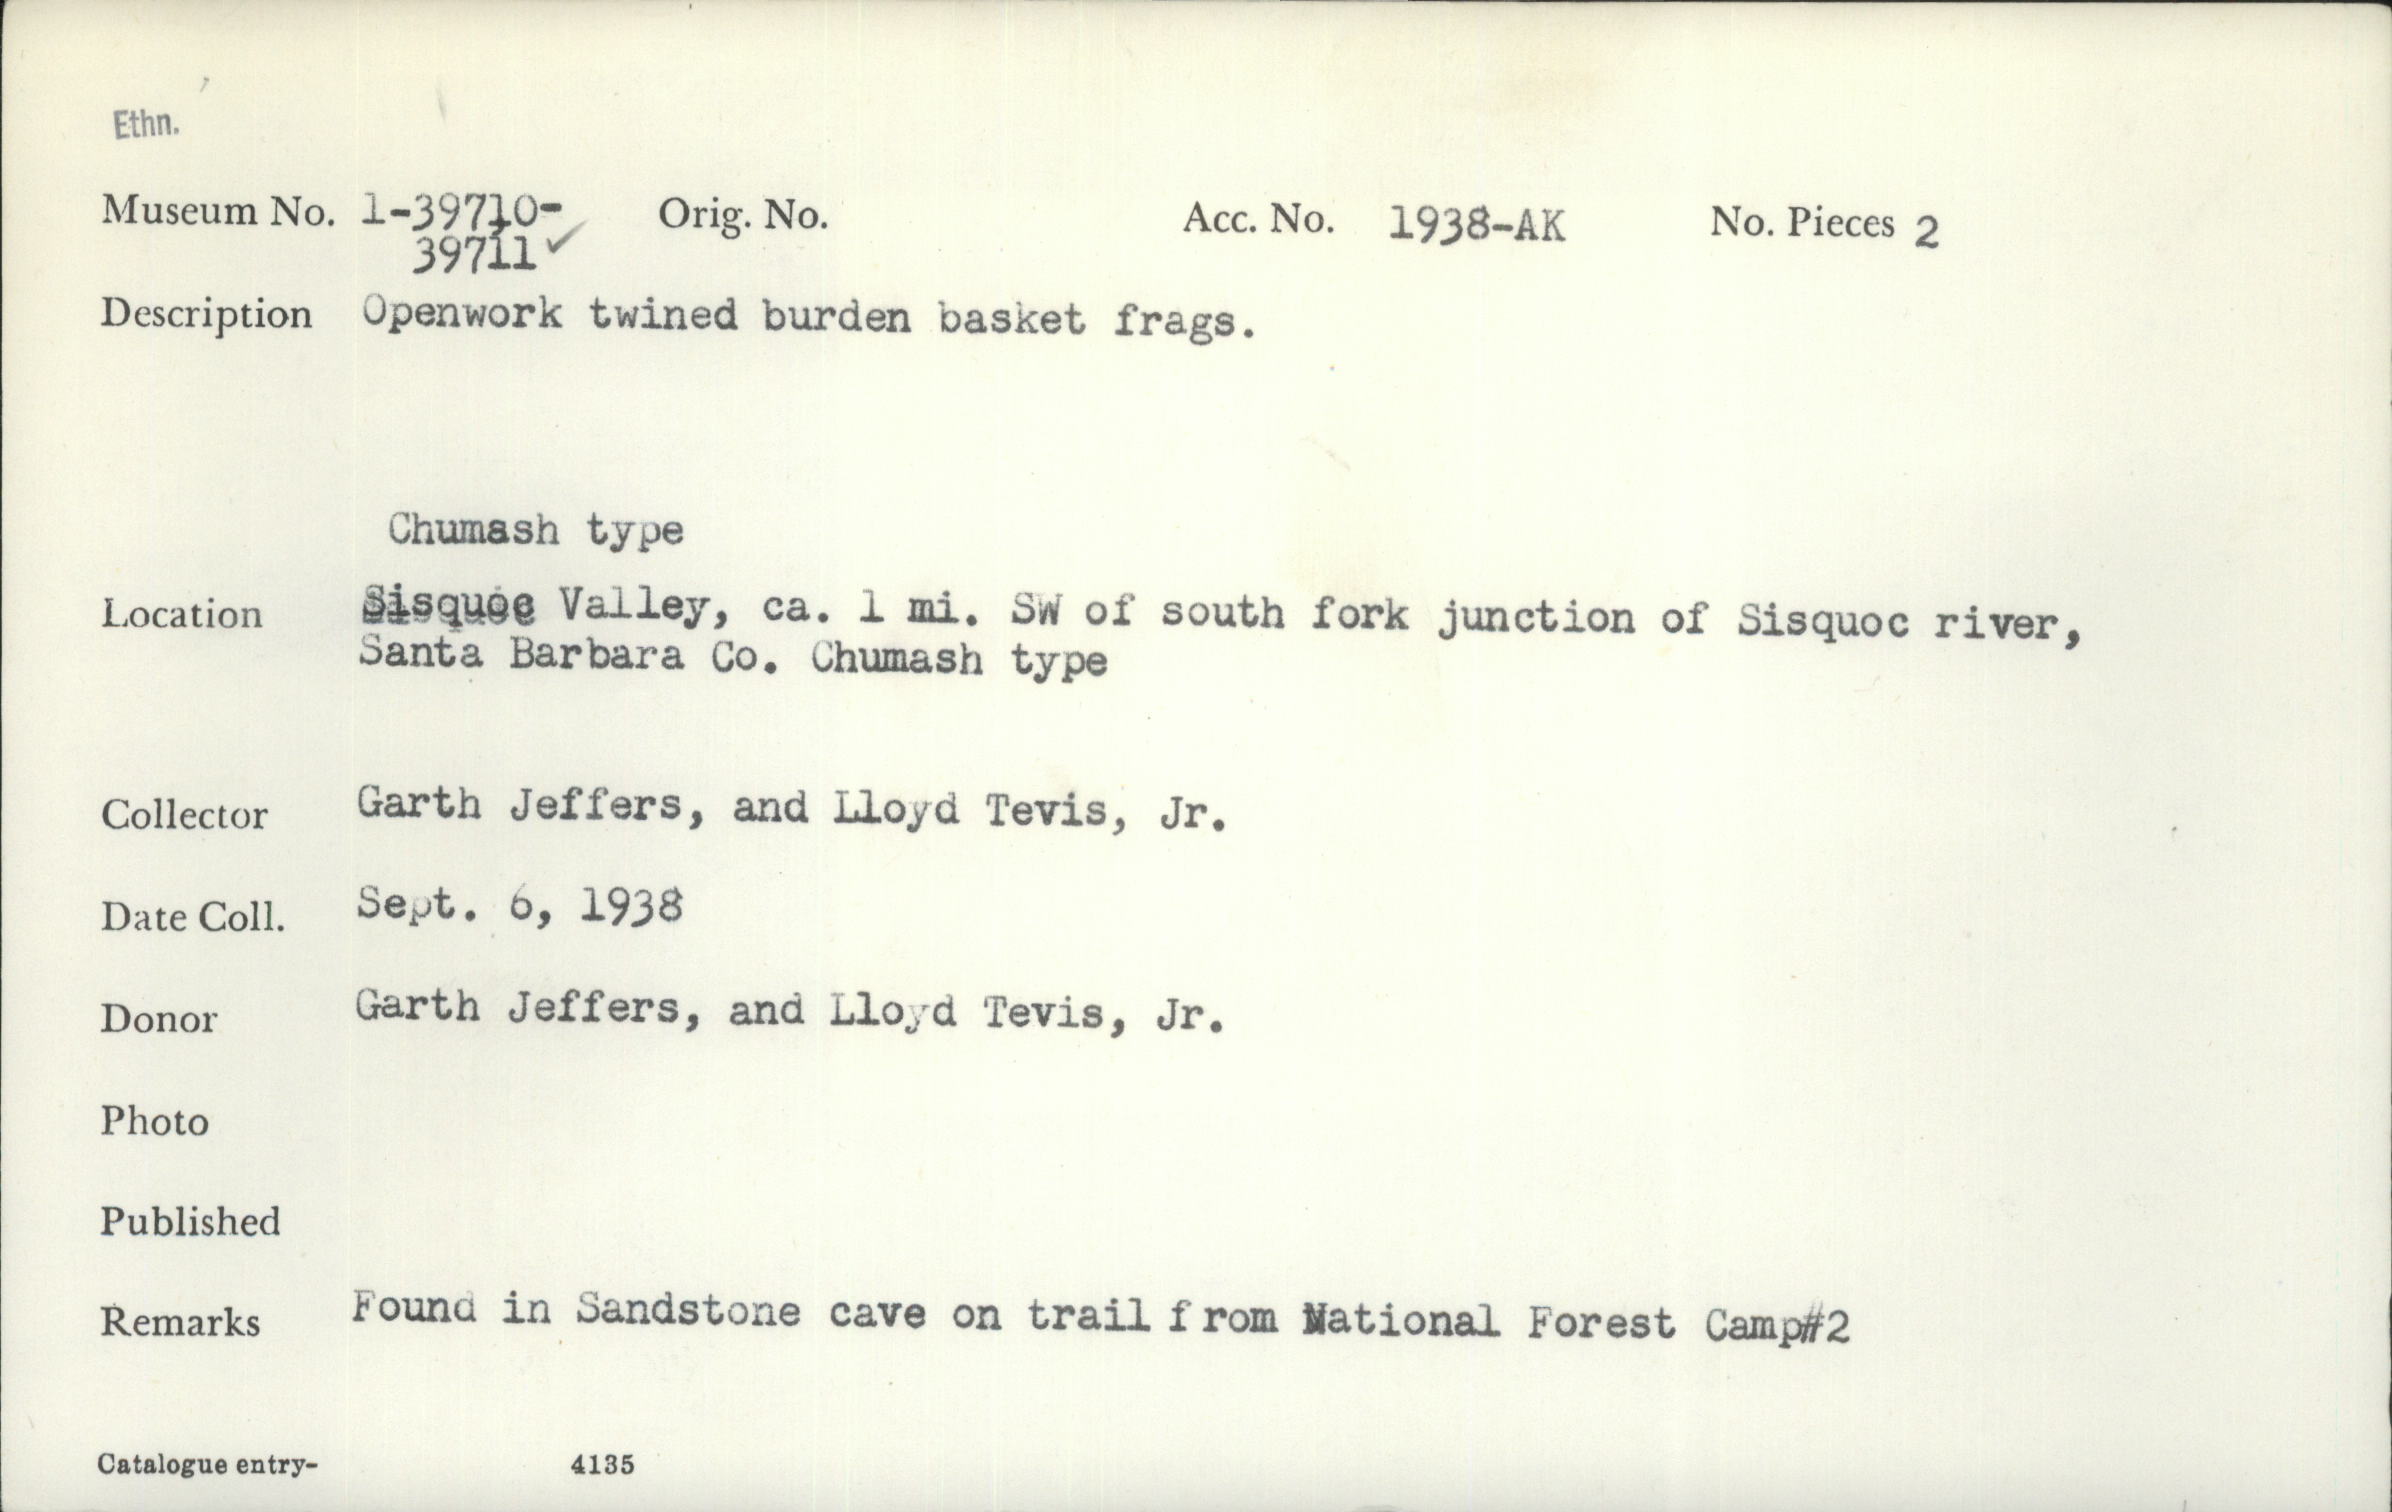 Ethn.
Museum No. 1-39710- Orig. No. Acc. No. 1938-AK No. Pieces 2
39711✓
Description Openwork twined burden basket frags.
Chumash type
Location Sisquoc Valley, ca. 1 mi. SW of south fork junction of Sisquoc river,
Santa Barbara Co. Chumash type
Collector Garth Jeffers, and Lloyd Tevis, Jr.
Date Coll. Sept. 6, 1938
Donor Garth Jeffers, and Lloyd Tevis, Jr.
Photo
Published
Remarks Found in Sandstone cave on trail from National Forest Camp#2
Catalogue entry- 4135